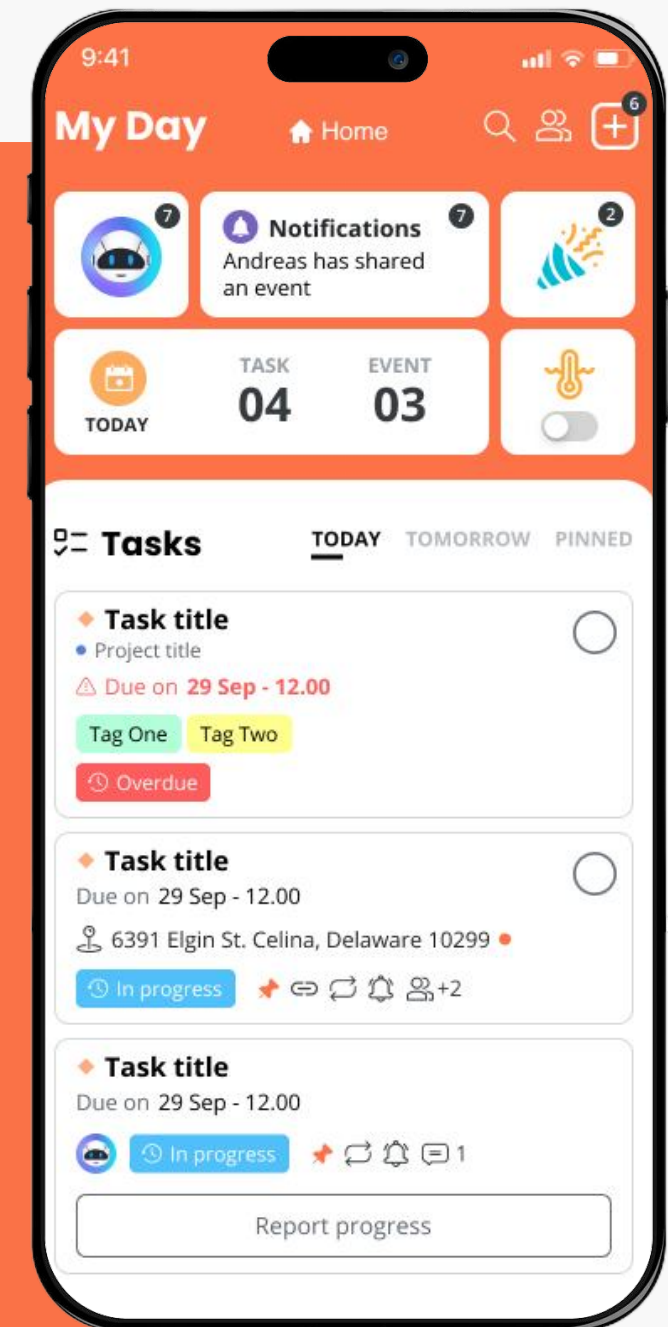 9:41
My Day
Home
6
7
Notifications
7
Andreas has shared
an event
2
TODAY
TASK
04
EVENT
03
Tasks
TODAY
TOMORROW
PINNED
Task title
Project title
Due on 29 Sep - 12.00
Tag One
Tag Two
Overdue
Task title
Due on 29 Sep - 12.00
6391 Elgin St. Celina, Delaware 10299
In progress
+2
Task title
Due on 29 Sep - 12.00
In progress
1
Report progress